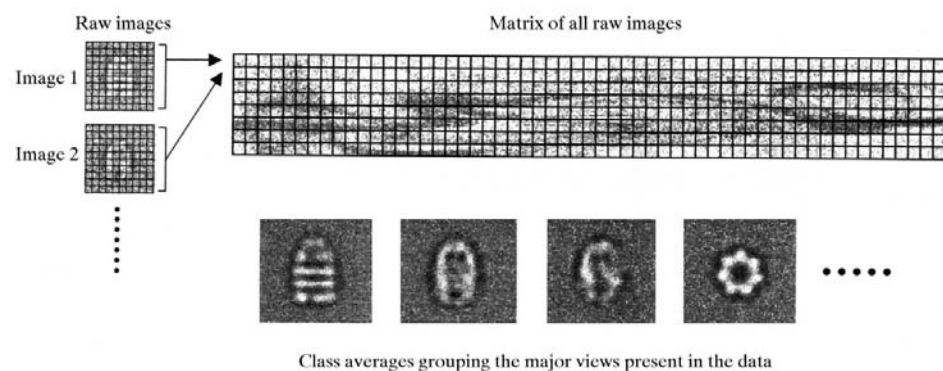 Raw images
Matrix of all raw images
Image 1
Image 2
Class averages grouping the major views present in the data